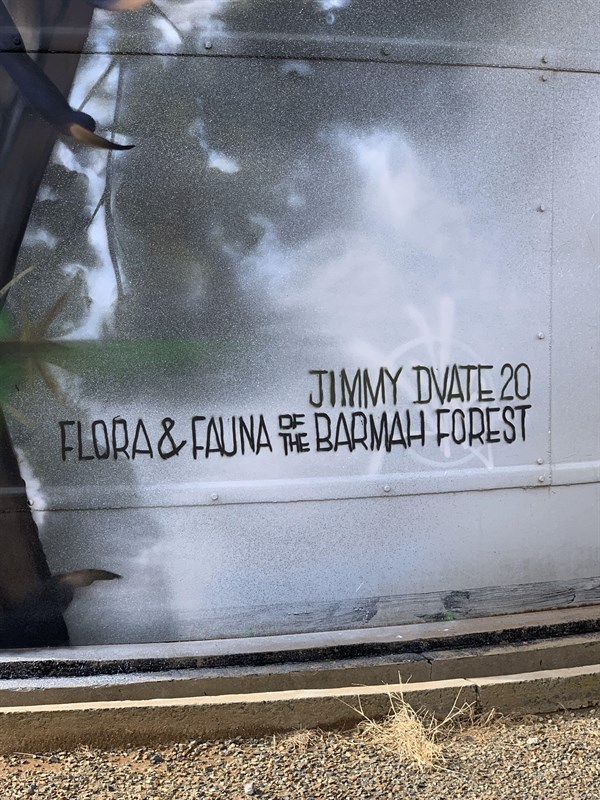 JIMMY DVATE 20
FLORA & FAUNA OF THE BARMAH FOREST